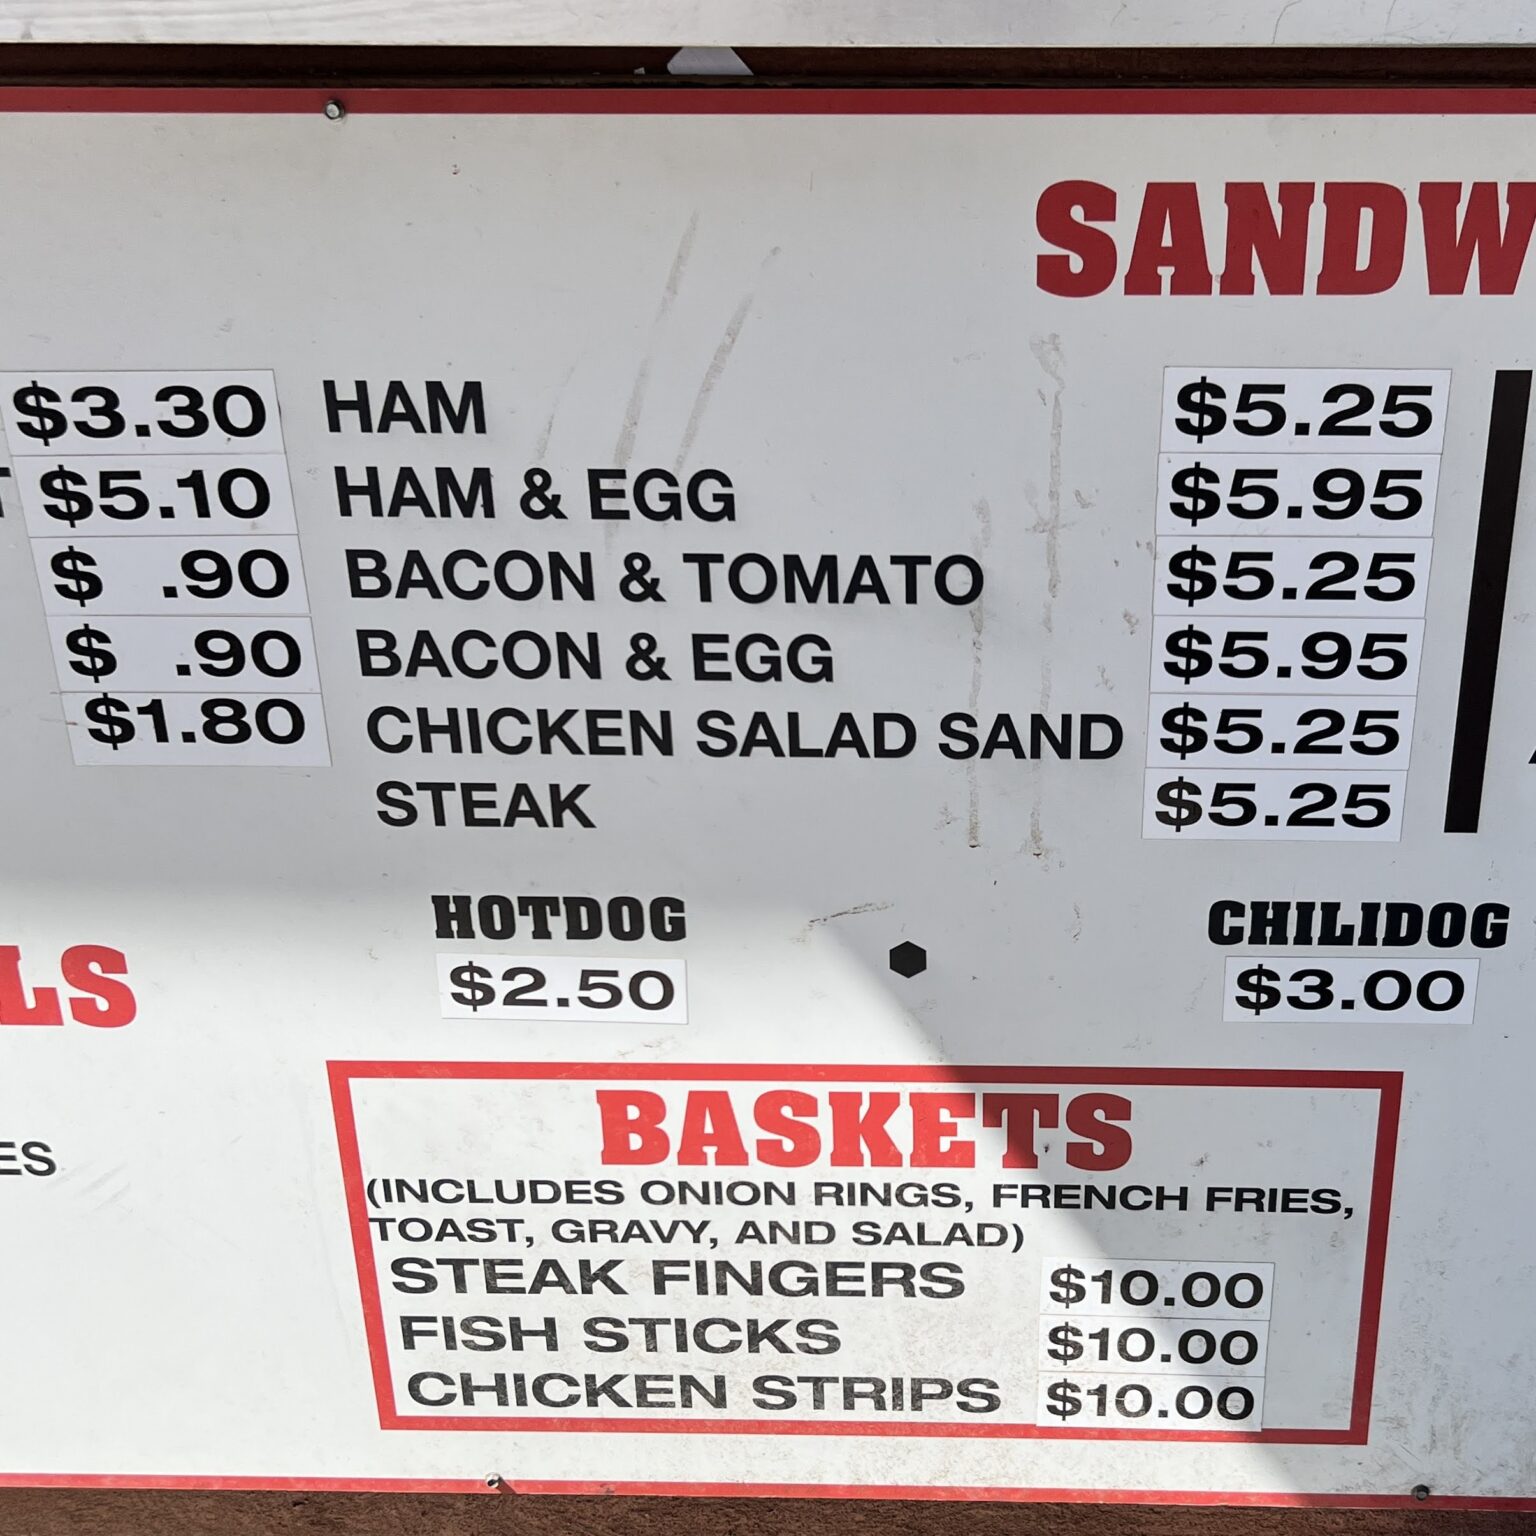 SANDW
$3.30 HAM $5.25
$5.10 HAM & EGG $5.95
$ .90 BACON & TOMATO $5.25
$ .90 BACON & EGG $5.95
$1.80 CHICKEN SALAD SAND $5.25
STEAK $5.25
HOTDOG CHILIDOG
$2.50 $3.00
LS
ES
BASKETS
(INCLUDES ONION RINGS, FRENCH FRIES,
TOAST, GRAVY, AND SALAD)
STEAK FINGERS $10.00
FISH STICKS $10.00
CHICKEN STRIPS $10.00